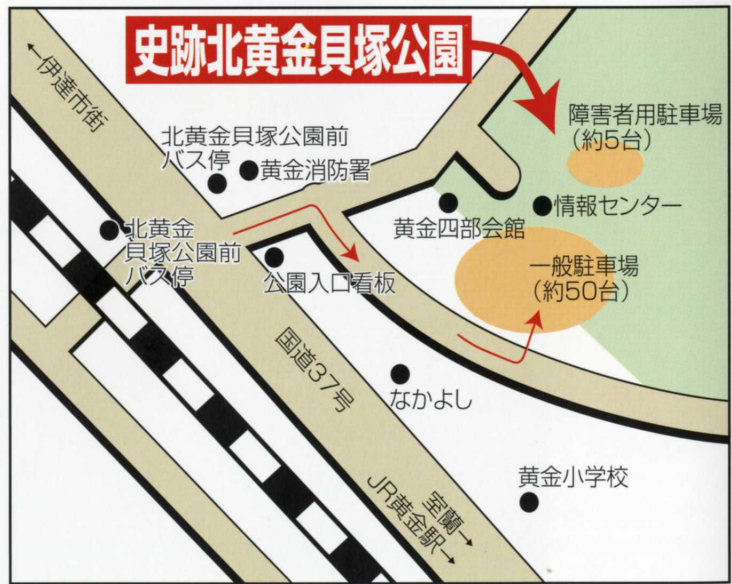 史跡北黄金貝塚公園
←伊達市街
障害者用駐車場
(約5台)
北黄金貝塚公園前
バス停
黄金消防署
情報センター
北黄金
貝塚公園前
バス停
黄金四部会館
公園入口看板
一般駐車場
(約50台)
国道37号
なかよし
黄金小学校
室蘭→
JR黄金駅→